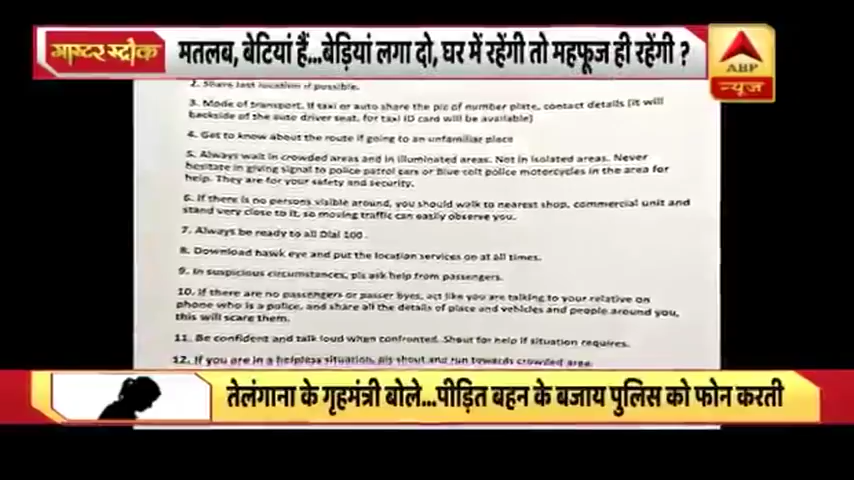 मास्टर स्ट्रोक
मतलब, बेटियां हैं...बेड़ियां लगा दो, घर में रहेंगी तो महफूज ही रहेंगी ?
ABP
न्यूज़
2. Share last location if possible.
3. Mode of transport. If taxi or auto share the pic of number plate, contact details (it will
backside of the auto driver seat, for taxi ID card will be available)
4. Get to know about the route if going to an unfamiliar place
5. Always wait in crowded areas and in illuminated areas. Not in isolated areas. Never
hesitate in giving signal to police patrol cars or Blue colt police motorcycles in the area for
help. They are for your safety and security.
6. If there is no persons visible around, you should walk to nearest shop, commercial unit and
stand very close to it, so moving traffic can easily observe you.
7. Always be ready to all Dial 100.
8. Download hawk eye and put the location services on at all times.
9. In suspicious circumstances, pls ask help from passengers.
10. If there are no passengers or passer byes, act like you are talking to your relative on
phone who is a police, and share all the details of place and vehicles and people around you,
this will scare them.
11. Be confident and talk loud when confronted. Shout for help if situation requires.
12. If you are in a helpless situation, pls shout and run towards crowded area.
तेलंगाना के गृहमंत्री बोले...पीड़ित बहन के बजाय पुलिस को फोन करती